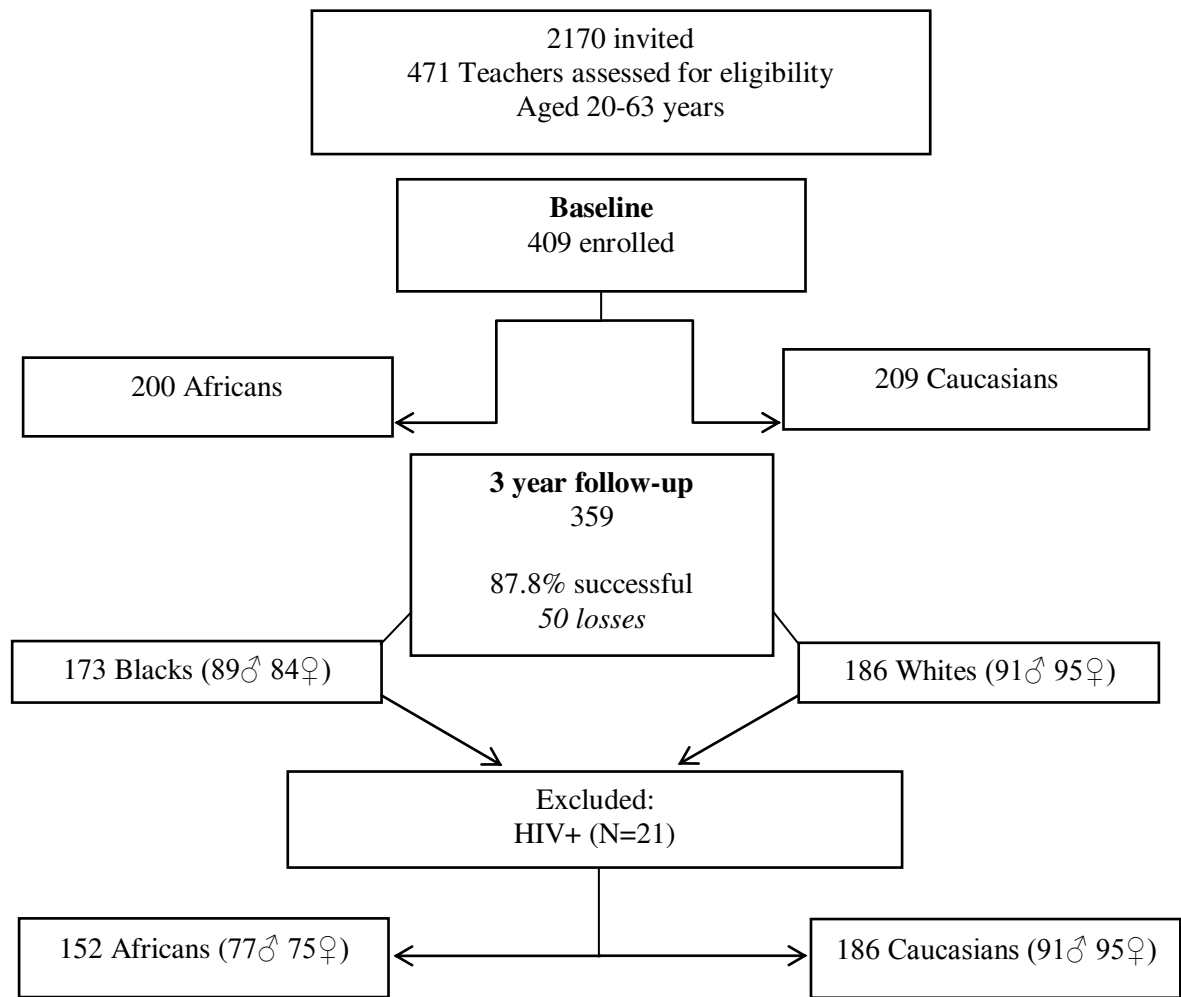 2170 invited
471 Teachers assessed for eligibility
Aged 20-63 years
Baseline
409 enrolled
200 Africans
209 Caucasians
3 year follow-up
359
87.8% successful
50 losses
173 Blacks (89♂ 84♀)
186 Whites (91♂ 95♀)
Excluded:
HIV+ (N=21)
152 Africans (77♂ 75♀)
186 Caucasians (91♂ 95♀)